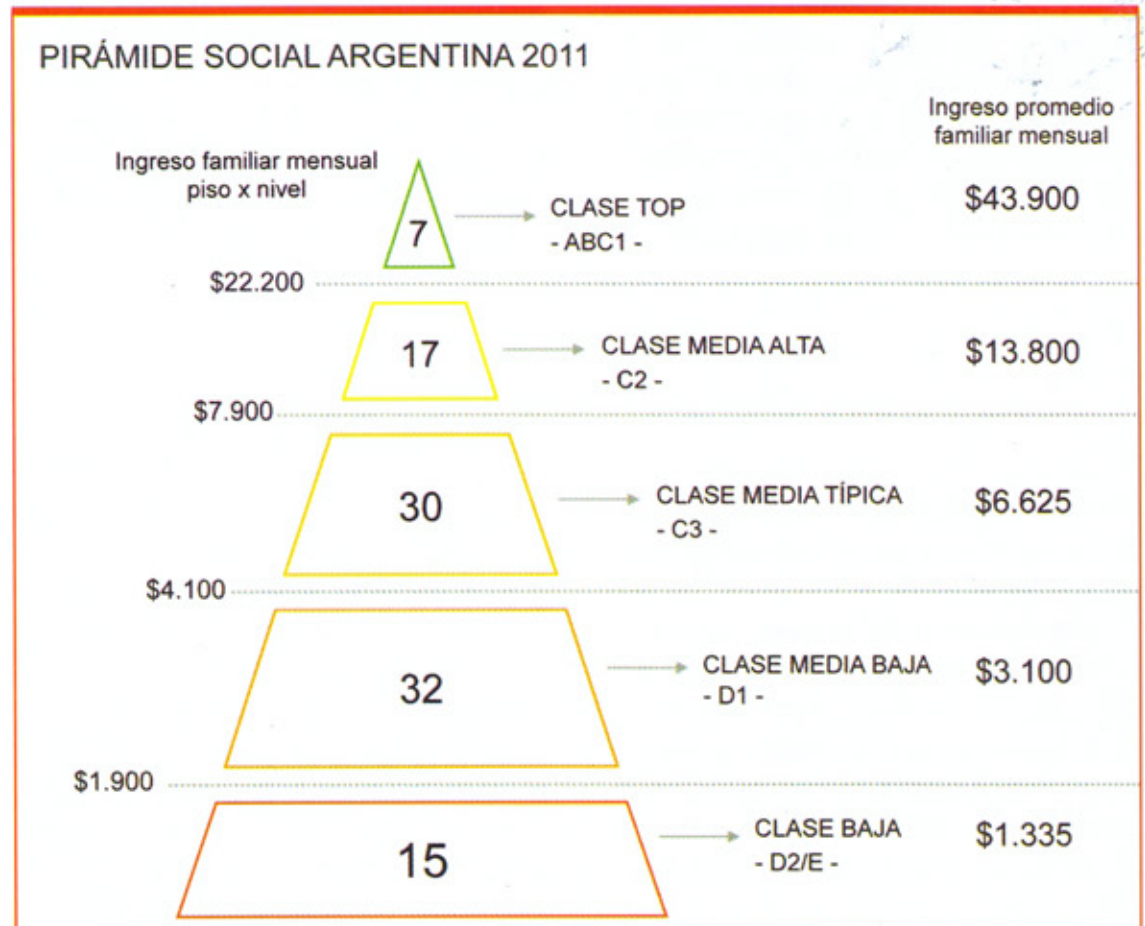 PIRÁMIDE SOCIAL ARGENTINA 2011
Ingreso promedio
familiar mensual
Ingreso familiar mensual
piso x nivel
7
CLASE TOP
- ABC1 -
$43.900
$22.200
17
CLASE MEDIA ALTA
- C2 -
$13.800
$7.900
30
CLASE MEDIA TÍPICA
- C3 -
$6.625
$4.100
32
CLASE MEDIA BAJA
- D1 -
$3.100
$1.900
15
CLASE BAJA
- D2/E -
$1.335